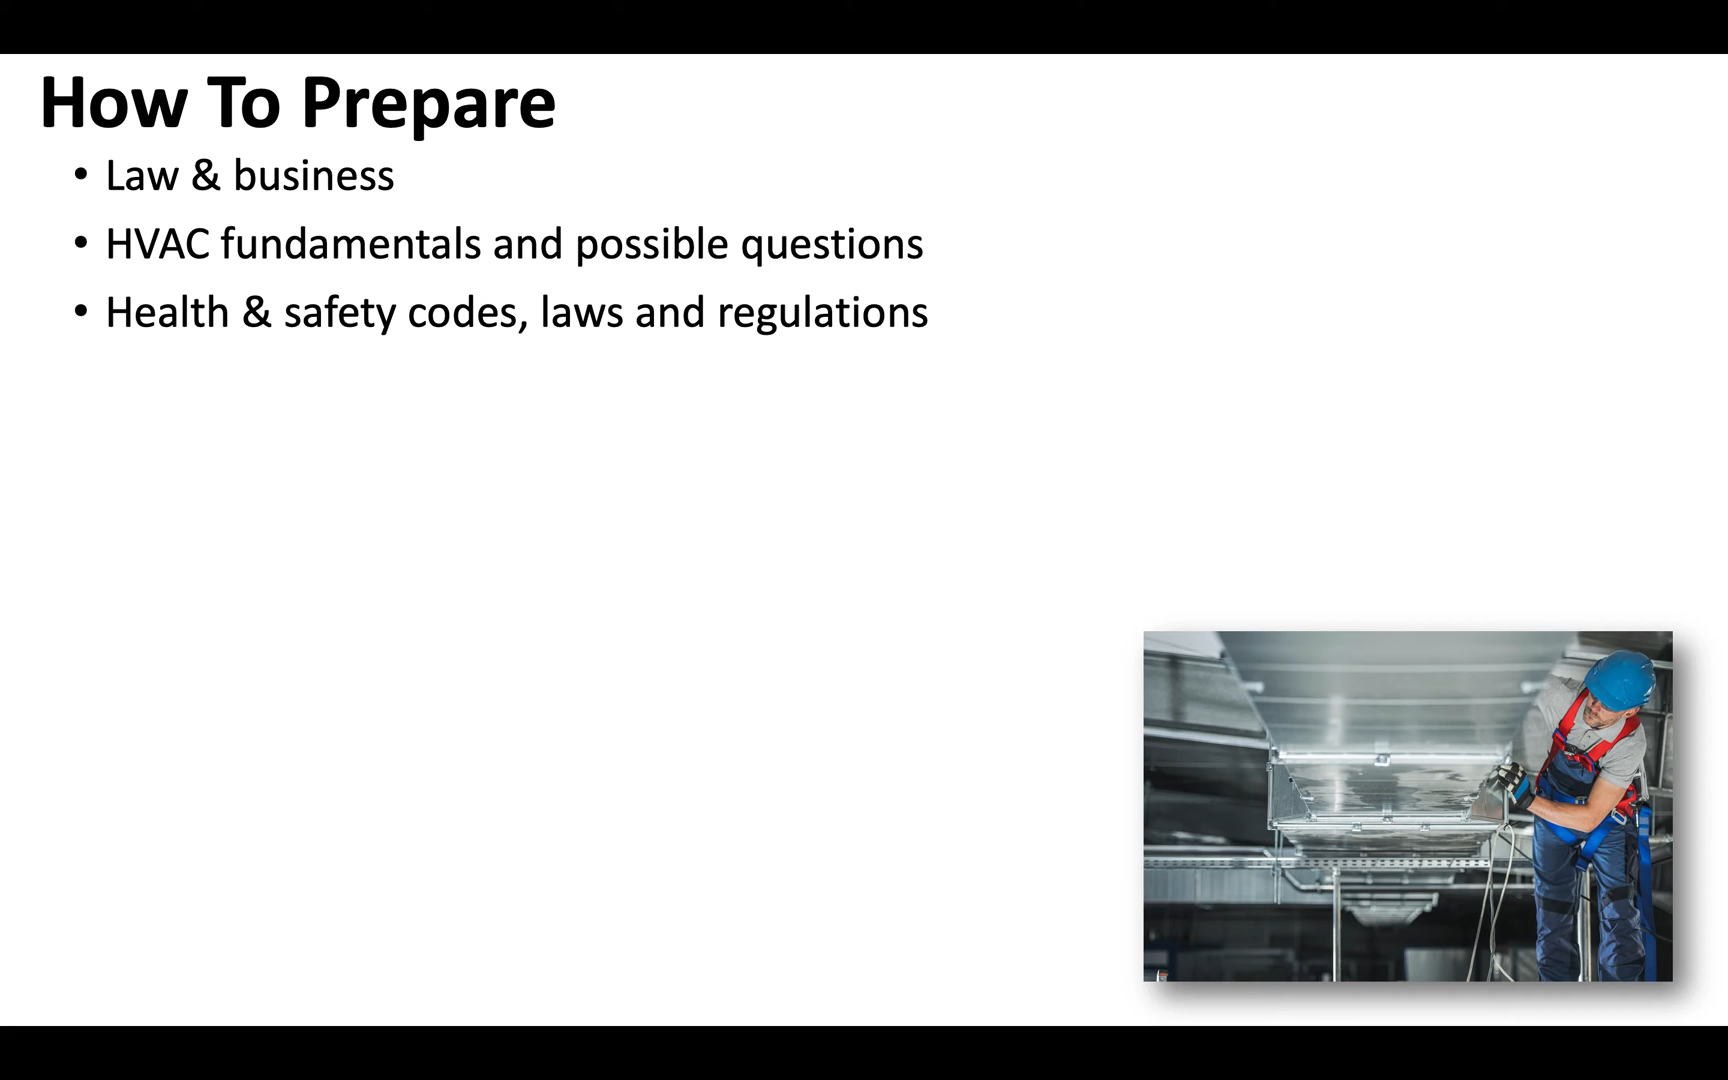 How To Prepare
• Law & business
• HVAC fundamentals and possible questions
• Health & safety codes, laws and regulations